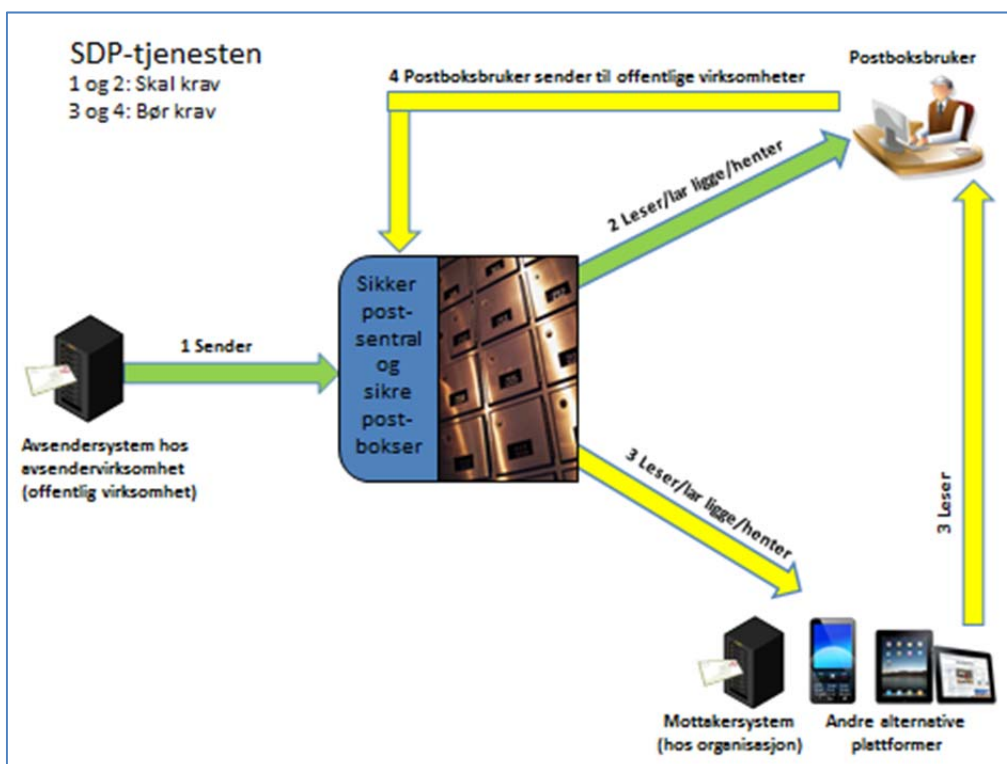 SDP-tjenesten
1 og 2: Skal krav
3 og 4: Bør krav
4 Postboksbruker sender til offentlige virksomheter
Postboksbruker
2 Leser/lar ligge/henter
Sikker
post-
sentral
og
sikre
post-
bokser
1 Sender
Avsendersystem hos
avsendervirksomhet
(offentlig virksomhet)
3 Leser/lar ligge/henter
3 Leser
Mottakersystem
(hos organisasjon)
Andre alternative
plattformer